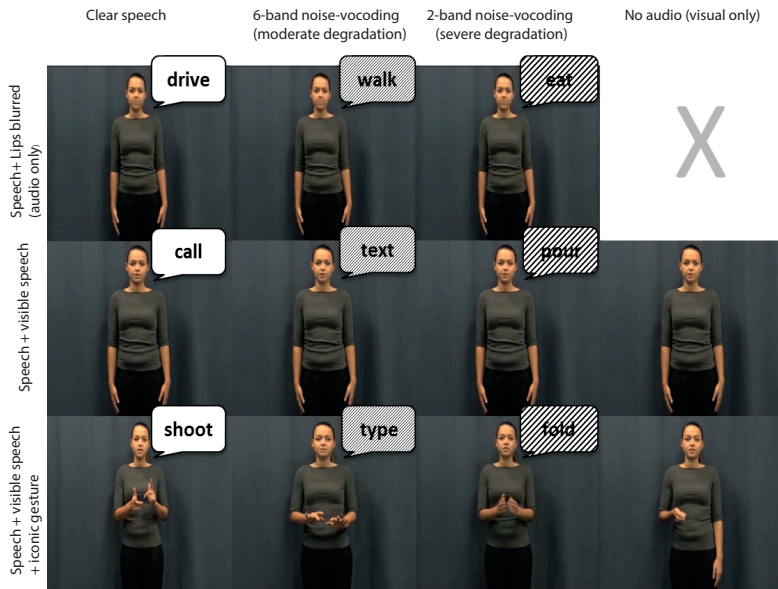 Clear speech
6-band noise-vocoding
(moderate degradation)
2-band noise-vocoding
(severe degradation)
No audio (visual only)
Speech+ Lips blurred
(audio only)
drive
walk
eat
X
Speech + visible speech
call
text
pour
Speech + visible speech
+ iconic gesture
shoot
type
fold